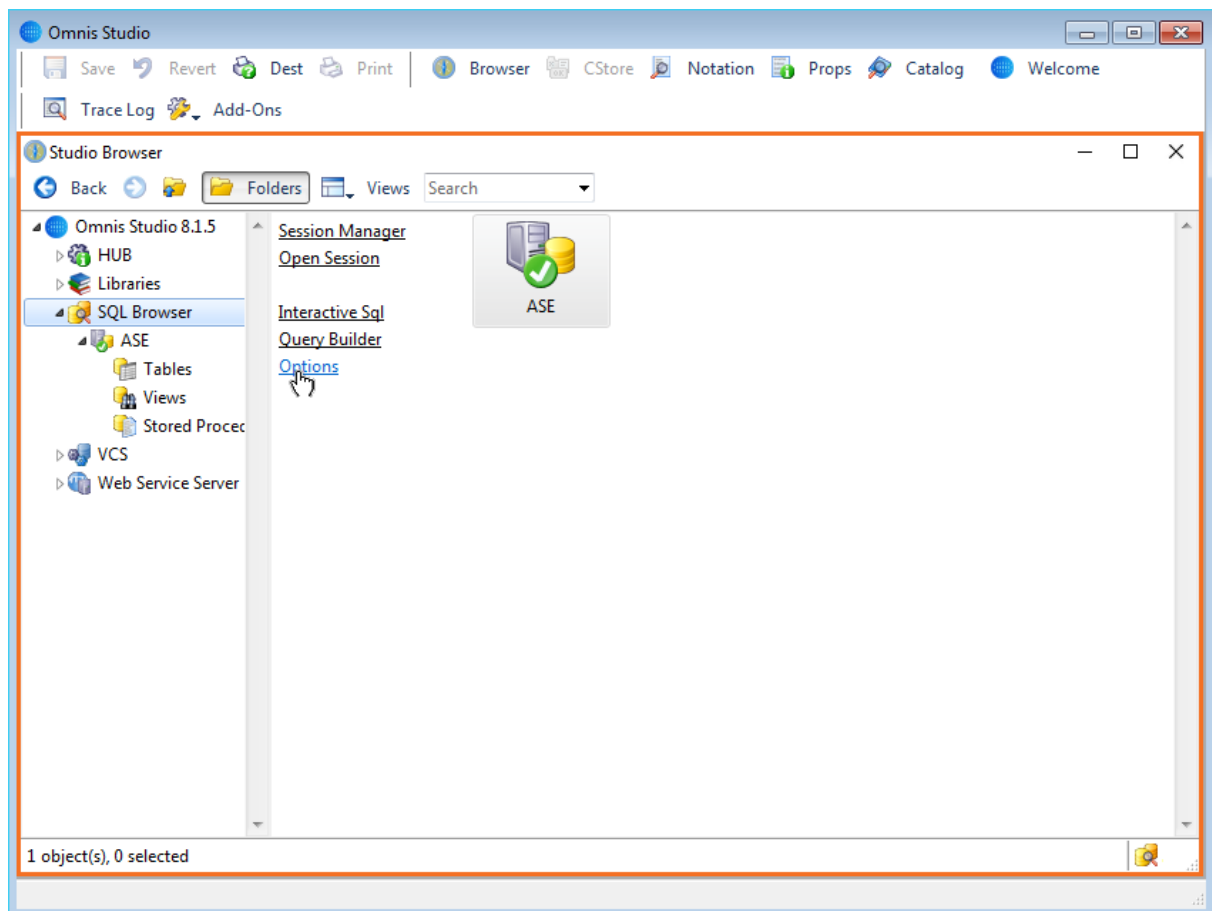 Omnis Studio
Save Revert Dest Print Browser CStore Notation Props Catalog Welcome
Trace Log Add-Ons
Studio Browser
Back Folders Views Search
Omnis Studio 8.1.5
HUB
Libraries
SQL Browser
ASE
Tables
Views
Stored Proced
VCS
Web Service Server
Session Manager
Open Session
Interactive Sql
Query Builder
Options
ASE
1 object(s), 0 selected